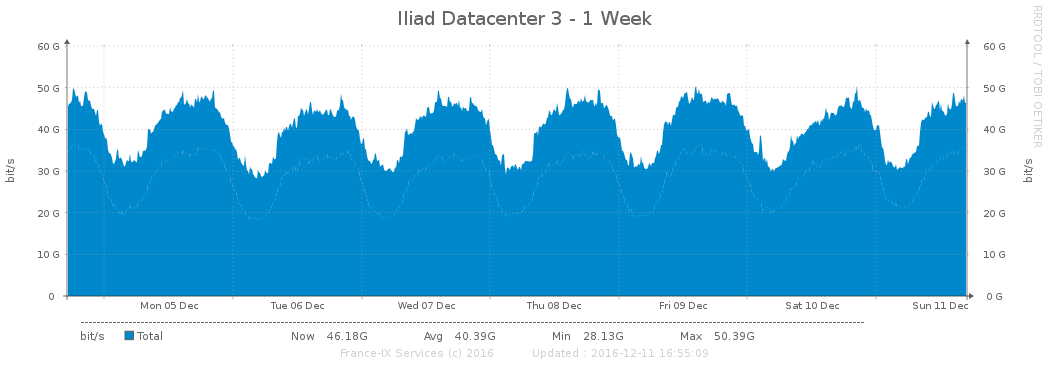 Iliad Datacenter 3 - 1 Week
RRDTOOL / TOBI OETIKER
60 G 60 G
50 G 50 G
40 G 40 G
30 G 30 G
20 G 20 G
10 G 10 G
0 0 G
bit/s bit/s
Mon 05 Dec Tue 06 Dec Wed 07 Dec Thu 08 Dec Fri 09 Dec Sat 10 Dec Sun 11 Dec
bit/s Total Now 46.18G Avg 40.39G Min 28.13G Max 50.39G
France-IX Services (c) 2016 Updated : 2016-12-11 16:55:09